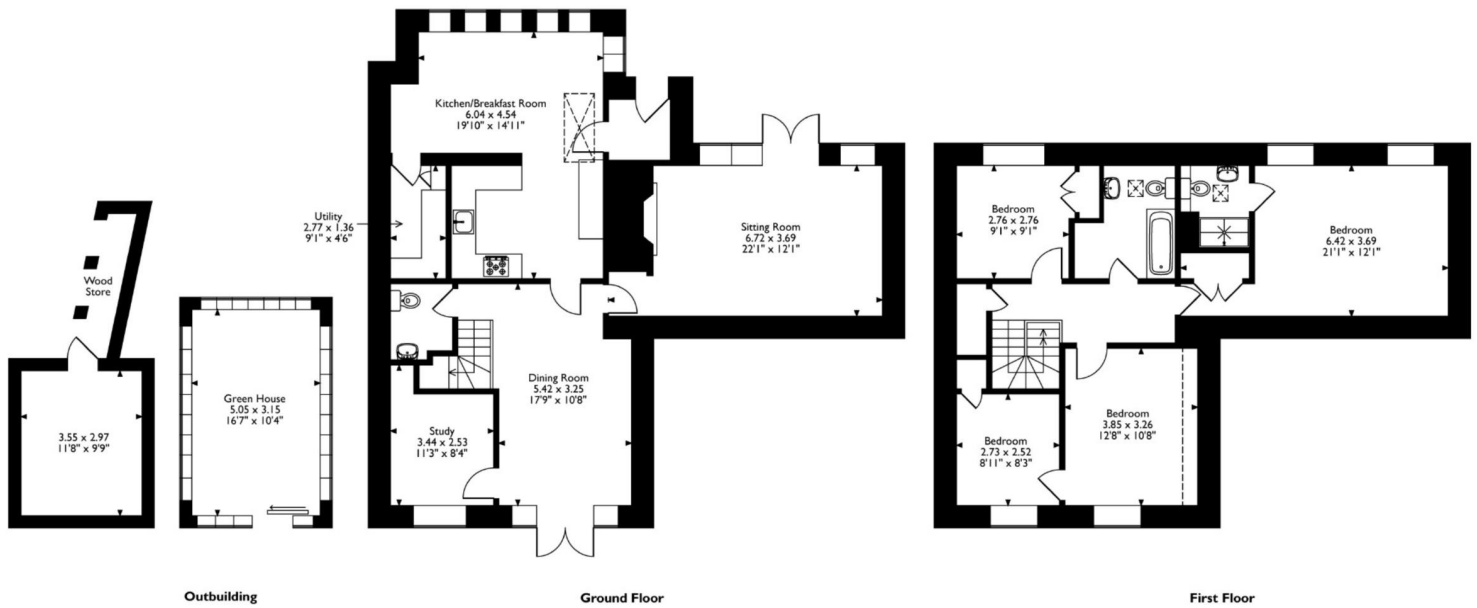 Wood
Store
3.55 x 2.97
11'8" x 9'9"
Green House
5.05 x 3.15
16'7" x 10'4"
Outbuilding
Kitchen/Breakfast Room
6.04 x 4.54
19'10" x 14'11"
Utility
2.77 x 1.36
9'1" x 4'6"
Sitting Room
6.72 x 3.69
22'1" x 12'1"
Dining Room
5.42 x 3.25
17'9" x 10'8"
Study
3.44 x 2.53
11'3" x 8'4"
Ground Floor
Bedroom
2.76 x 2.76
9'1" x 9'1"
Bedroom
6.42 x 3.69
21'1" x 12'1"
Bedroom
3.85 x 3.26
12'8" x 10'8"
Bedroom
2.73 x 2.52
8'11" x 8'3"
First Floor